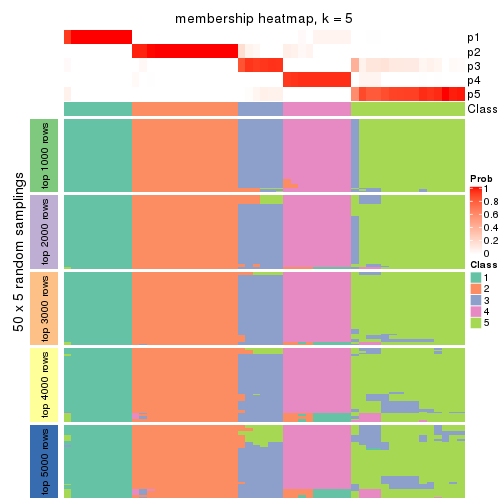 membership heatmap, k = 5
p1
p2
p3
p4
p5
Class
50 x 5 random samplings
top 1000 rows
top 2000 rows
top 3000 rows
top 4000 rows
top 5000 rows
Prob
1
0.8
0.6
0.4
0.2
0
Class
1
2
3
4
5